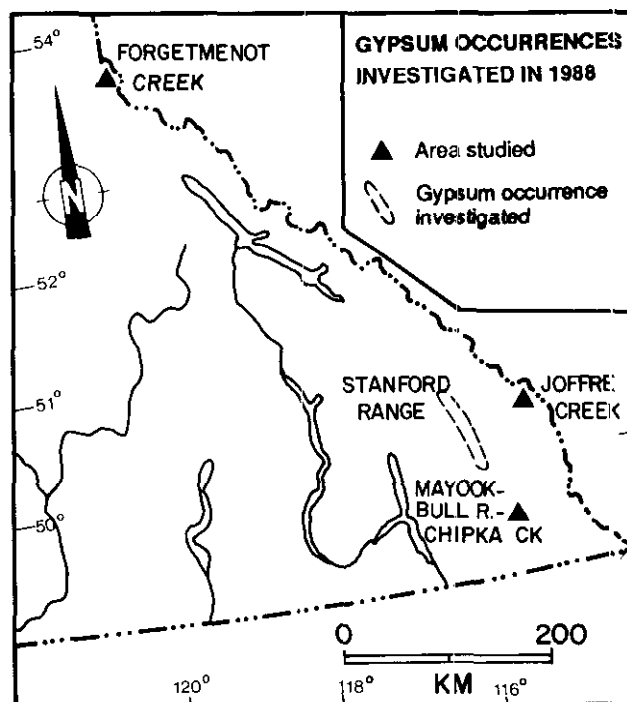 54°
FORGETMENOT
CREEK
GYPSUM OCCURRENCES
INVESTIGATED IN 1988
▲ Area studied
Gypsum occurrence
investigated
N
52°
51°
STANFORD
RANGE
JOFFRE
CREEK
50°
MAYOOK-
BULL R.-
CHIPKA CK
0 200
KM
120° 118° 116°